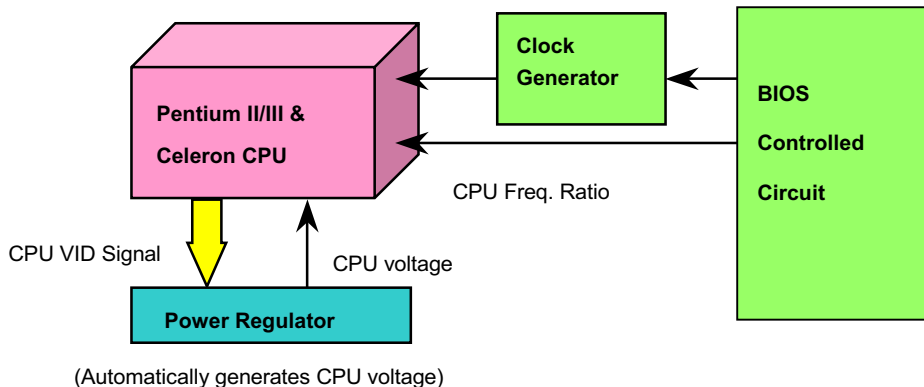 Clock
Generator
BIOS
Controlled
Circuit
Pentium II/III &
Celeron CPU
CPU Freq. Ratio
CPU VID Signal
CPU voltage
Power Regulator
(Automatically generates CPU voltage)